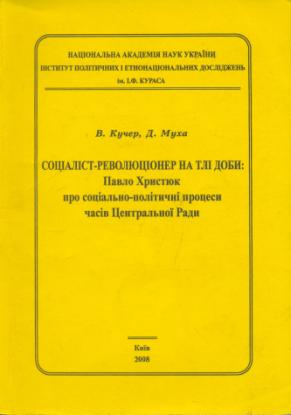 НАЦІОНАЛЬНА АКАДЕМІЯ НАУК УКРАЇНИ
ІНСТИТУТ ПОЛІТИЧНИХ І ЕТНОНАЦІОНАЛЬНИХ ДОСЛІДЖЕНЬ
ім. І.Ф. КУРАСА
В. Кучер, Д. Муха
СОЦІАЛІСТ-РЕВОЛЮЦІОНЕР НА ТЛІ ДОБИ:
Павло Христюк
про соціально-політичні процеси
часів Центральної Ради
Київ
2008